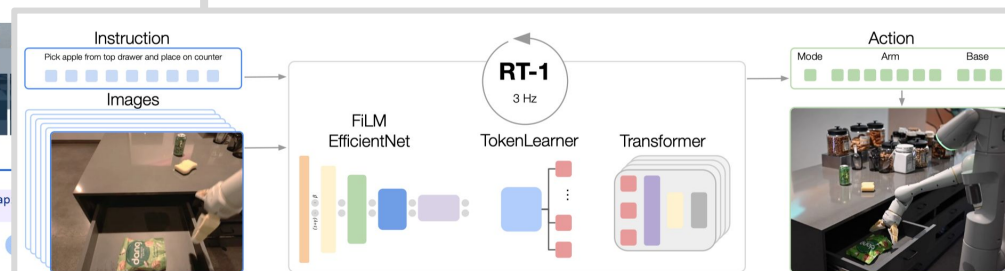 Instruction
Pick apple from top drawer and place on counter
Images
RT-1
3 Hz
FiLM
EfficientNet
TokenLearner
Transformer
Action
Mode Arm Base
ap